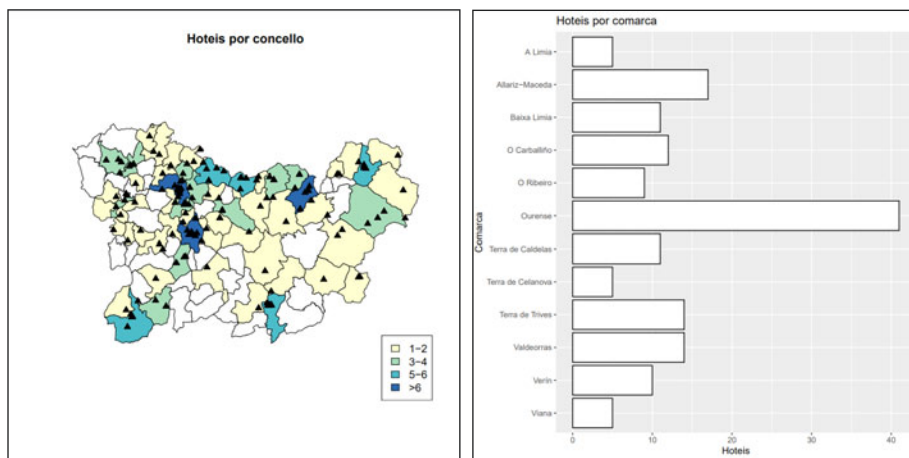 Hoteis por concello
1−2
3−4
5−6
>6
Hoteis por comarca
Comarca
A Limia
Allariz−Maceda
Baixa Limia
O Carballiño
O Ribeiro
Ourense
Terra de Caldelas
Terra de Celanova
Terra de Trives
Valdeorras
Verín
Viana
0 10 20 30 40
Hoteis